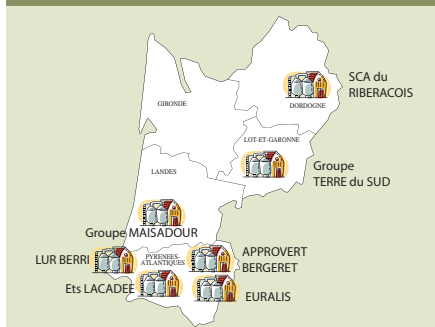 SCA du
RIBERACOIS
GIRONDE
DORDOGNE
LOT-ET-GARONNE
Groupe
TERRE du SUD
LANDES
Groupe MAISADOUR
LUR BERRI
PYRENEES-
ATLANTIQUES
APPROVERT
BERGERET
Ets LACADEE
EURALIS